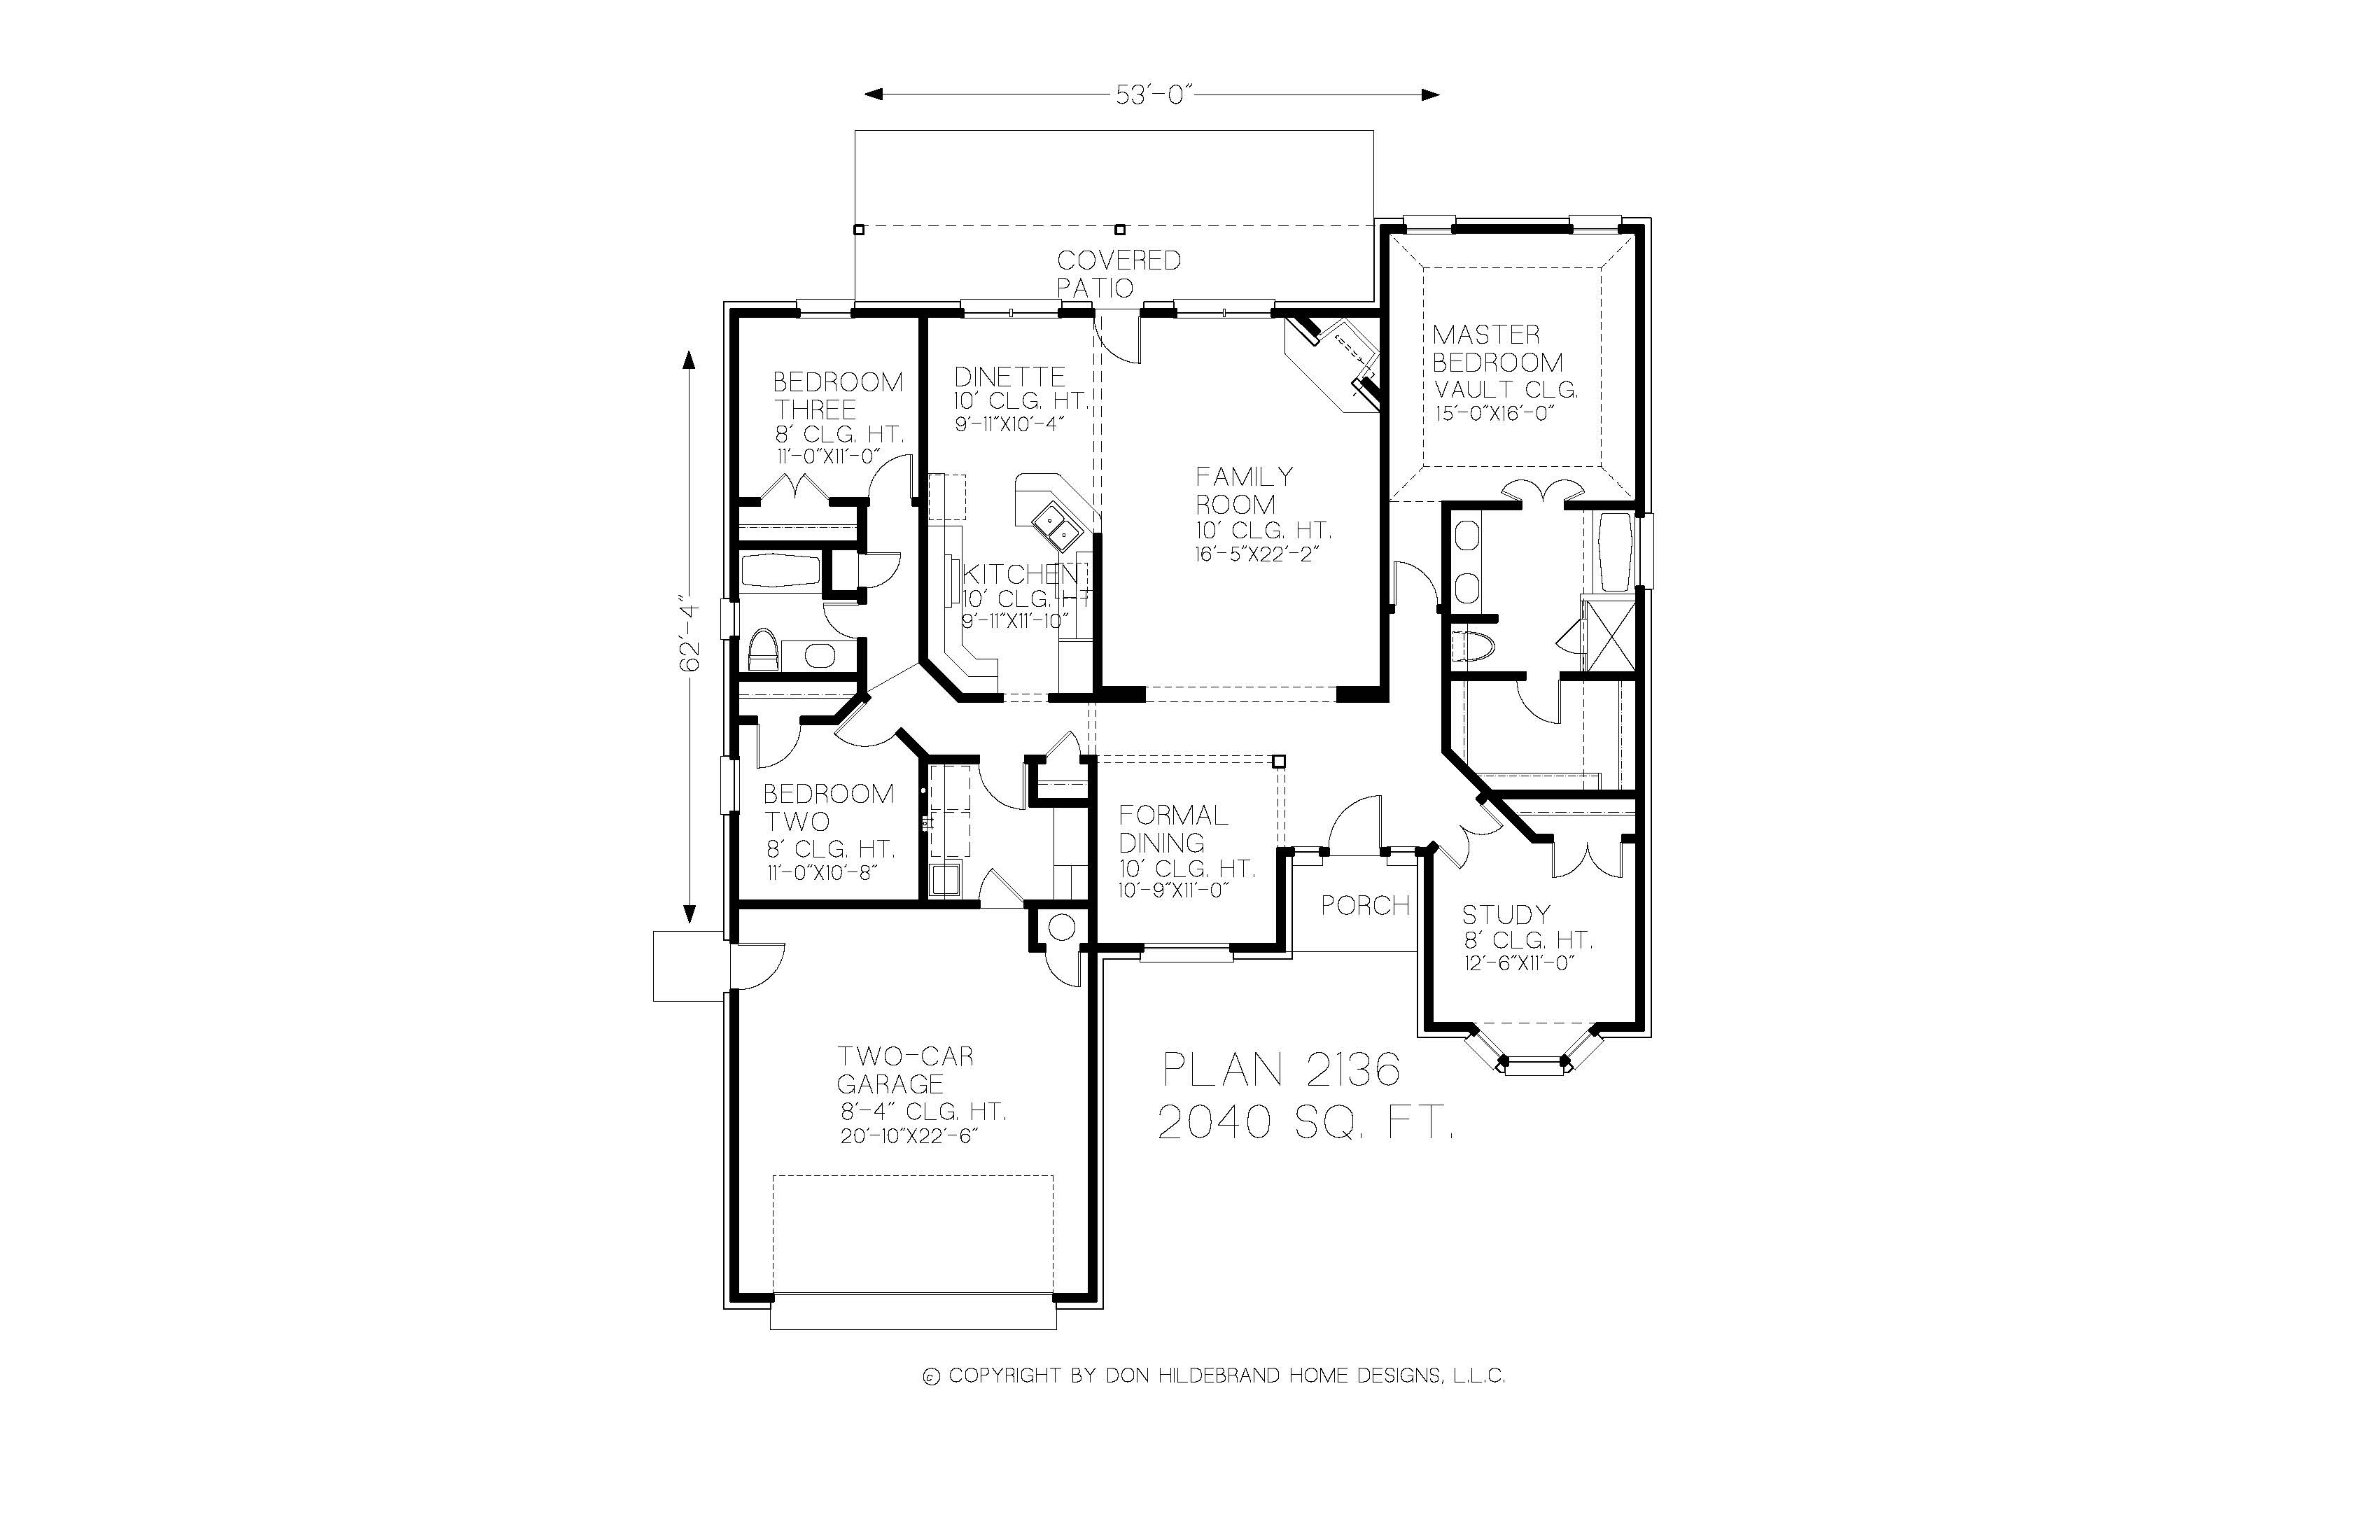 53'-0"
COVERED
PATIO
MASTER
BEDROOM
VAULT CLG.
15'-0"X16'-0"
BEDROOM
THREE
8' CLG. HT.
11'-0"X11'-0"
DINETTE
10' CLG. HT.
9'-11"X10'-4"
FAMILY
ROOM
10' CLG. HT.
16'-5"X22'-2"
KITCHEN
10' CLG. HT
9'-11"X11'-10"
62'-4"
BEDROOM
TWO
8' CLG. HT.
11'-0"X10'-8"
FORMAL
DINING
10' CLG. HT.
10'-9"X11'-0"
PORCH
STUDY
8' CLG. HT.
12'-6"X11'-0"
TWO-CAR
GARAGE
8'-4" CLG. HT.
20'-10"X22'-6"
PLAN 2136
2040 SQ. FT.
© COPYRIGHT BY DON HILDEBRAND HOME DESIGNS, L.L.C.